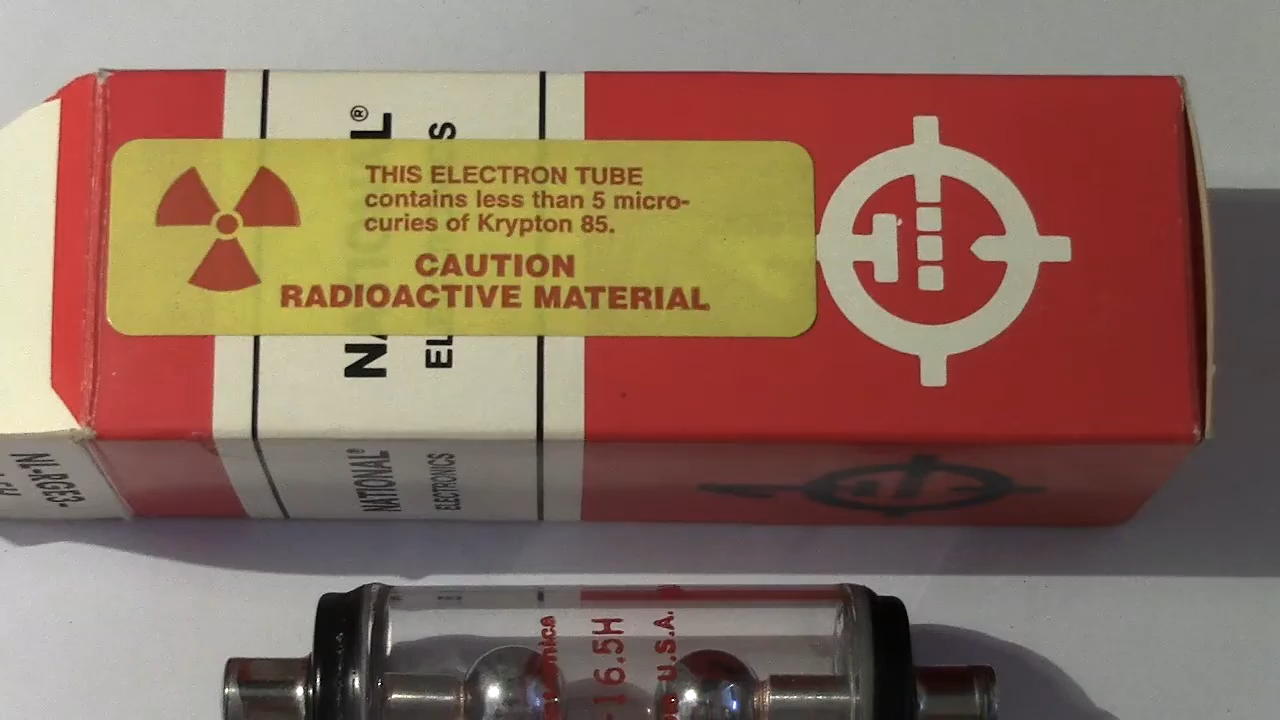 THIS ELECTRON TUBE
contains less than 5 micro-
curies of Krypton 85.
CAUTION
RADIOACTIVE MATERIAL
NATIONAL®
ELECTRONICS
-16.5H
U.S.A.